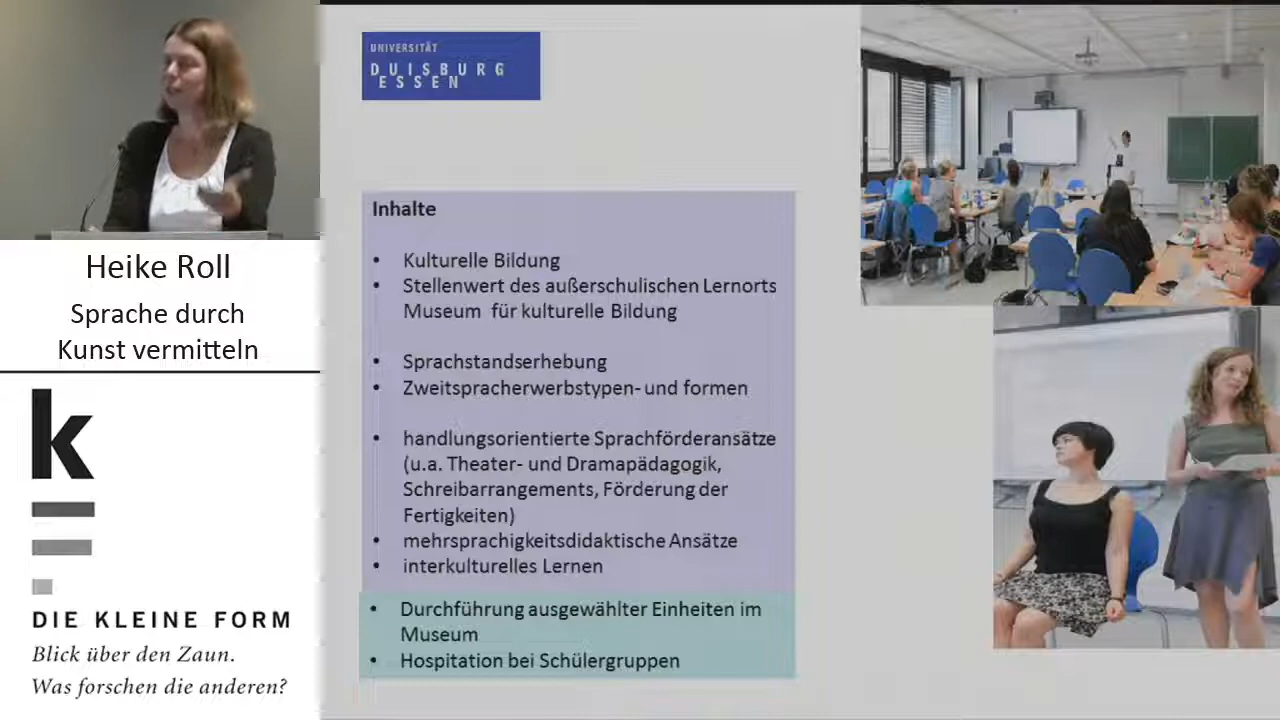 Heike Roll
Sprache durch
Kunst vermitteln
k
DIE KLEINE FORM
Blick über den Zaun.
Was forschen die anderen?
UNIVERSITÄT
DUISBURG
ESSEN
Inhalte
• Kulturelle Bildung
• Stellenwert des außerschulischen Lernorts
Museum für kulturelle Bildung
• Sprachstandserhebung
• Zweitspracherwerbstypen- und formen
• handlungsorientierte Sprachförderansätze
(u.a. Theater- und Dramapädagogik,
Schreibarrangements, Förderung der
Fertigkeiten)
• mehrsprachigkeitsdidaktische Ansätze
• interkulturelles Lernen
• Durchführung ausgewählter Einheiten im
Museum
• Hospitation bei Schülergruppen